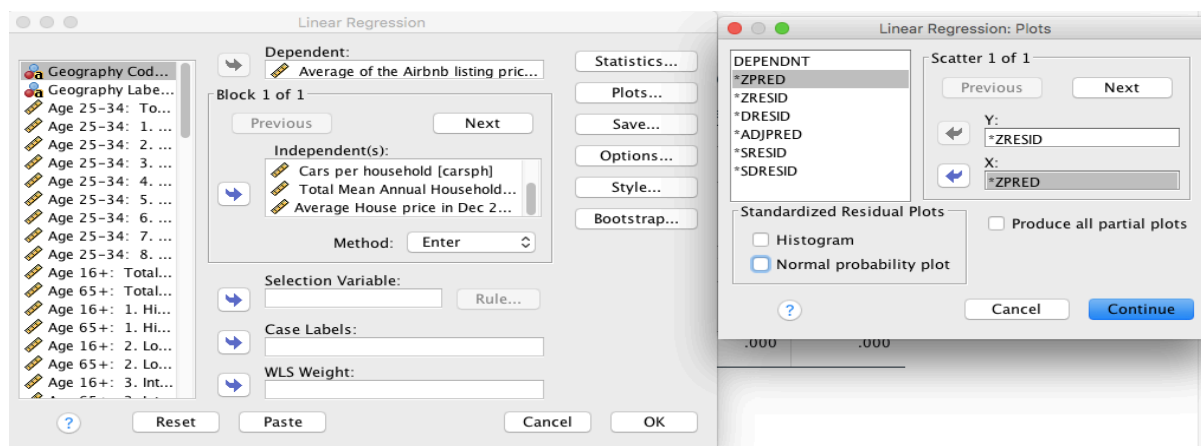 Linear Regression
Geography Cod...
Geography Labe...
Age 25-34: To...
Age 25-34: 1. ...
Age 25-34: 2. ...
Age 25-34: 3. ...
Age 25-34: 4. ...
Age 25-34: 5. ...
Age 25-34: 6. ...
Age 25-34: 7. ...
Age 25-34: 8. ...
Age 16+: Total...
Age 65+: Total...
Age 16+: 1. Hi...
Age 65+: 1. Hi...
Age 16+: 2. Lo...
Age 65+: 2. Lo...
Age 16+: 3. Int...
Dependent:
Average of the Airbnb listing pric...
Block 1 of 1
Previous
Next
Independent(s):
Cars per household [carsph]
Total Mean Annual Household...
Average House price in Dec 2...
Method: Enter
Selection Variable:
Rule...
Case Labels:
WLS Weight:
Statistics...
Plots...
Save...
Options...
Style...
Bootstrap...
?
Reset
Paste
Cancel
OK
Linear Regression: Plots
DEPENDNT
*ZPRED
*ZRESID
*DRESID
*ADJPRED
*SRESID
*SDRESID
Scatter 1 of 1
Previous
Next
Y:
*ZRESID
X:
*ZPRED
Standardized Residual Plots
Histogram
Normal probability plot
Produce all partial plots
?
Cancel
Continue
.000 .000